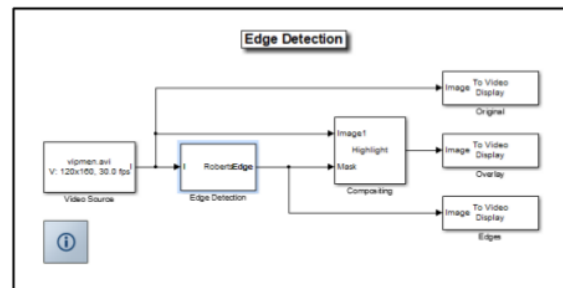 Edge Detection
Image To Video
Display
Original
vipmen.avi
V: 120x160, 30.0 fps
I
Video Source
I
Roberts
Edge
Edge Detection
Image1
Highlight
Mask
Compositing
Image To Video
Display
Overlay
Image To Video
Display
Edges
i